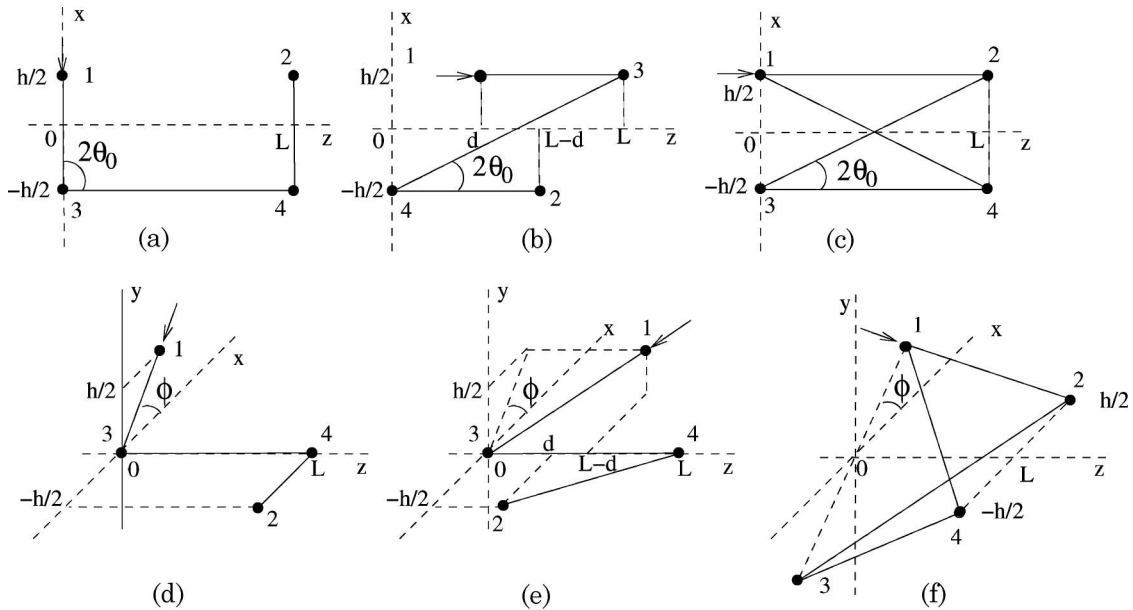 x
h/2 1 2
0 L z
2θ₀
−h/2 3 4
(a)
x
1 3
h/2
0 d L−d L z
2θ₀
−h/2 4 2
(b)
x
1 2
h/2
0 L z
2θ₀
−h/2 3 4
(c)
y
1 x
h/2 ϕ
3 4
0 L z
−h/2 2
(d)
y
x 1
h/2 ϕ
3 d 4
0 L−d L z
−h/2 2
(e)
y
1 x
ϕ 2 h/2
0 L z
4 −h/2
3
(f)